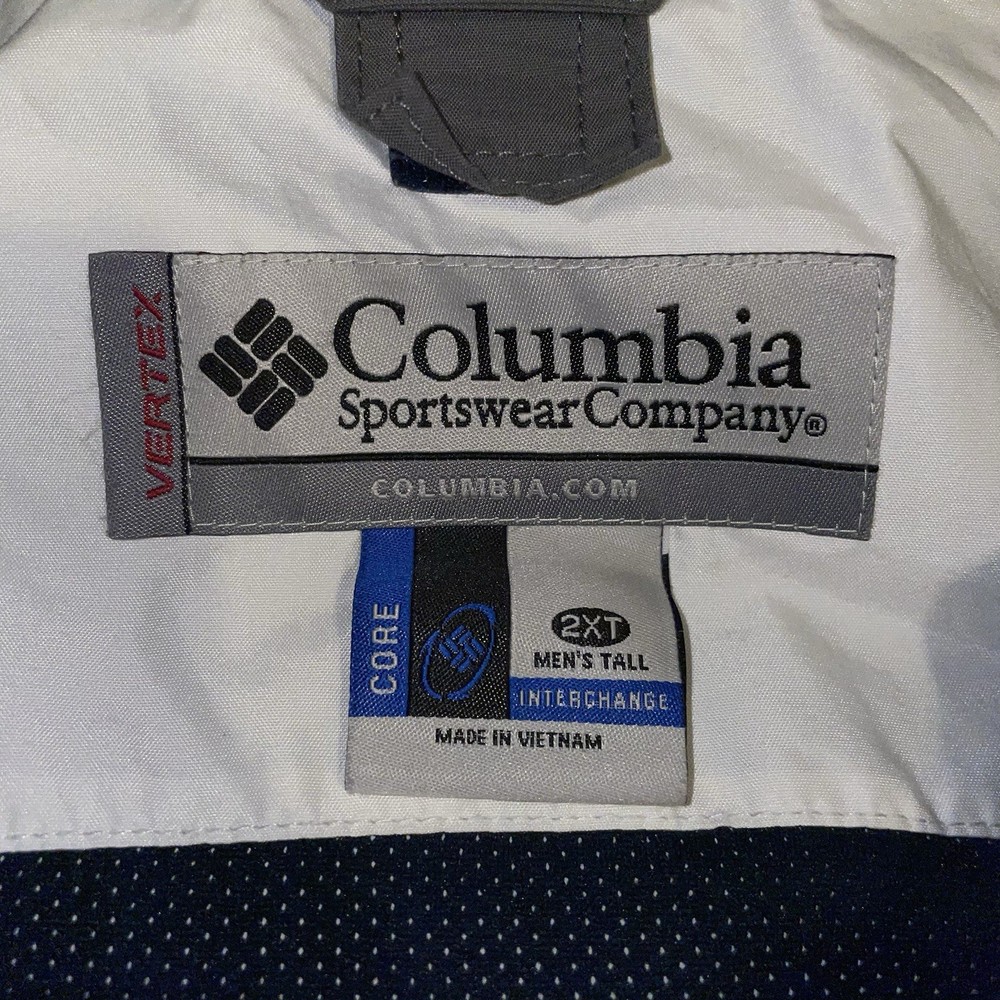 VERTEX
Columbia
Sportswear Company®
COLUMBIA.COM
CORE
2XT
MEN'S TALL
INTERCHANGE
MADE IN VIETNAM